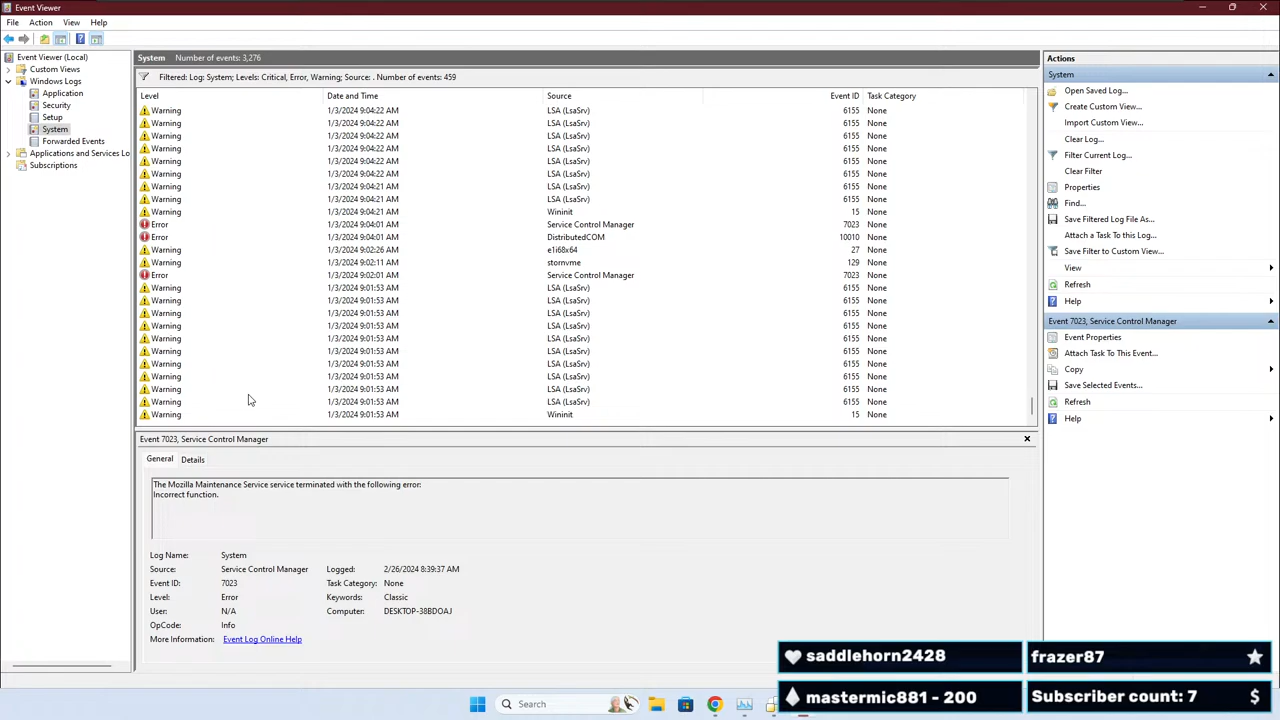 Event Viewer
File Action View Help
Event Viewer (Local)
Custom Views
Windows Logs
Application
Security
Setup
System
Forwarded Events
Applications and Services Lo
Subscriptions
System Number of events: 3,276
Filtered: Log: System; Levels: Critical, Error, Warning; Source: . Number of events: 459
Level Date and Time Source Event ID Task Category
Warning 1/3/2024 9:04:22 AM LSA (LsaSrv) 6155 None
Warning 1/3/2024 9:04:22 AM LSA (LsaSrv) 6155 None
Warning 1/3/2024 9:04:22 AM LSA (LsaSrv) 6155 None
Warning 1/3/2024 9:04:22 AM LSA (LsaSrv) 6155 None
Warning 1/3/2024 9:04:22 AM LSA (LsaSrv) 6155 None
Warning 1/3/2024 9:04:22 AM LSA (LsaSrv) 6155 None
Warning 1/3/2024 9:04:21 AM LSA (LsaSrv) 6155 None
Warning 1/3/2024 9:04:21 AM LSA (LsaSrv) 6155 None
Warning 1/3/2024 9:04:21 AM Wininit 15 None
Error 1/3/2024 9:04:01 AM Service Control Manager 7023 None
Error 1/3/2024 9:04:01 AM DistributedCOM 10010 None
Warning 1/3/2024 9:02:26 AM e1i68x64 27 None
Warning 1/3/2024 9:02:11 AM stornvme 129 None
Error 1/3/2024 9:02:01 AM Service Control Manager 7023 None
Warning 1/3/2024 9:01:53 AM LSA (LsaSrv) 6155 None
Warning 1/3/2024 9:01:53 AM LSA (LsaSrv) 6155 None
Warning 1/3/2024 9:01:53 AM LSA (LsaSrv) 6155 None
Warning 1/3/2024 9:01:53 AM LSA (LsaSrv) 6155 None
Warning 1/3/2024 9:01:53 AM LSA (LsaSrv) 6155 None
Warning 1/3/2024 9:01:53 AM LSA (LsaSrv) 6155 None
Warning 1/3/2024 9:01:53 AM LSA (LsaSrv) 6155 None
Warning 1/3/2024 9:01:53 AM LSA (LsaSrv) 6155 None
Warning 1/3/2024 9:01:53 AM LSA (LsaSrv) 6155 None
Warning 1/3/2024 9:01:53 AM LSA (LsaSrv) 6155 None
Warning 1/3/2024 9:01:53 AM Wininit 15 None
Event 7023, Service Control Manager
General Details
The Mozilla Maintenance Service service terminated with the following error:
Incorrect function.
Log Name: System
Source: Service Control Manager Logged: 2/26/2024 8:39:37 AM
Event ID: 7023 Task Category: None
Level: Error Keywords: Classic
User: N/A Computer: DESKTOP-38BDOAJ
OpCode: Info
More Information: Event Log Online Help
Actions
System
Open Saved Log...
Create Custom View...
Import Custom View...
Clear Log...
Filter Current Log...
Clear Filter
Properties
Find...
Save Filtered Log File As...
Attach a Task To this Log...
Save Filter to Custom View...
View
Refresh
Help
Event 7023, Service Control Manager
Event Properties
Attach Task To This Event...
Copy
Save Selected Events...
Refresh
Help
saddlehorn2428
frazer87
mastermic881 - 200
Subscriber count: 7 $
Search